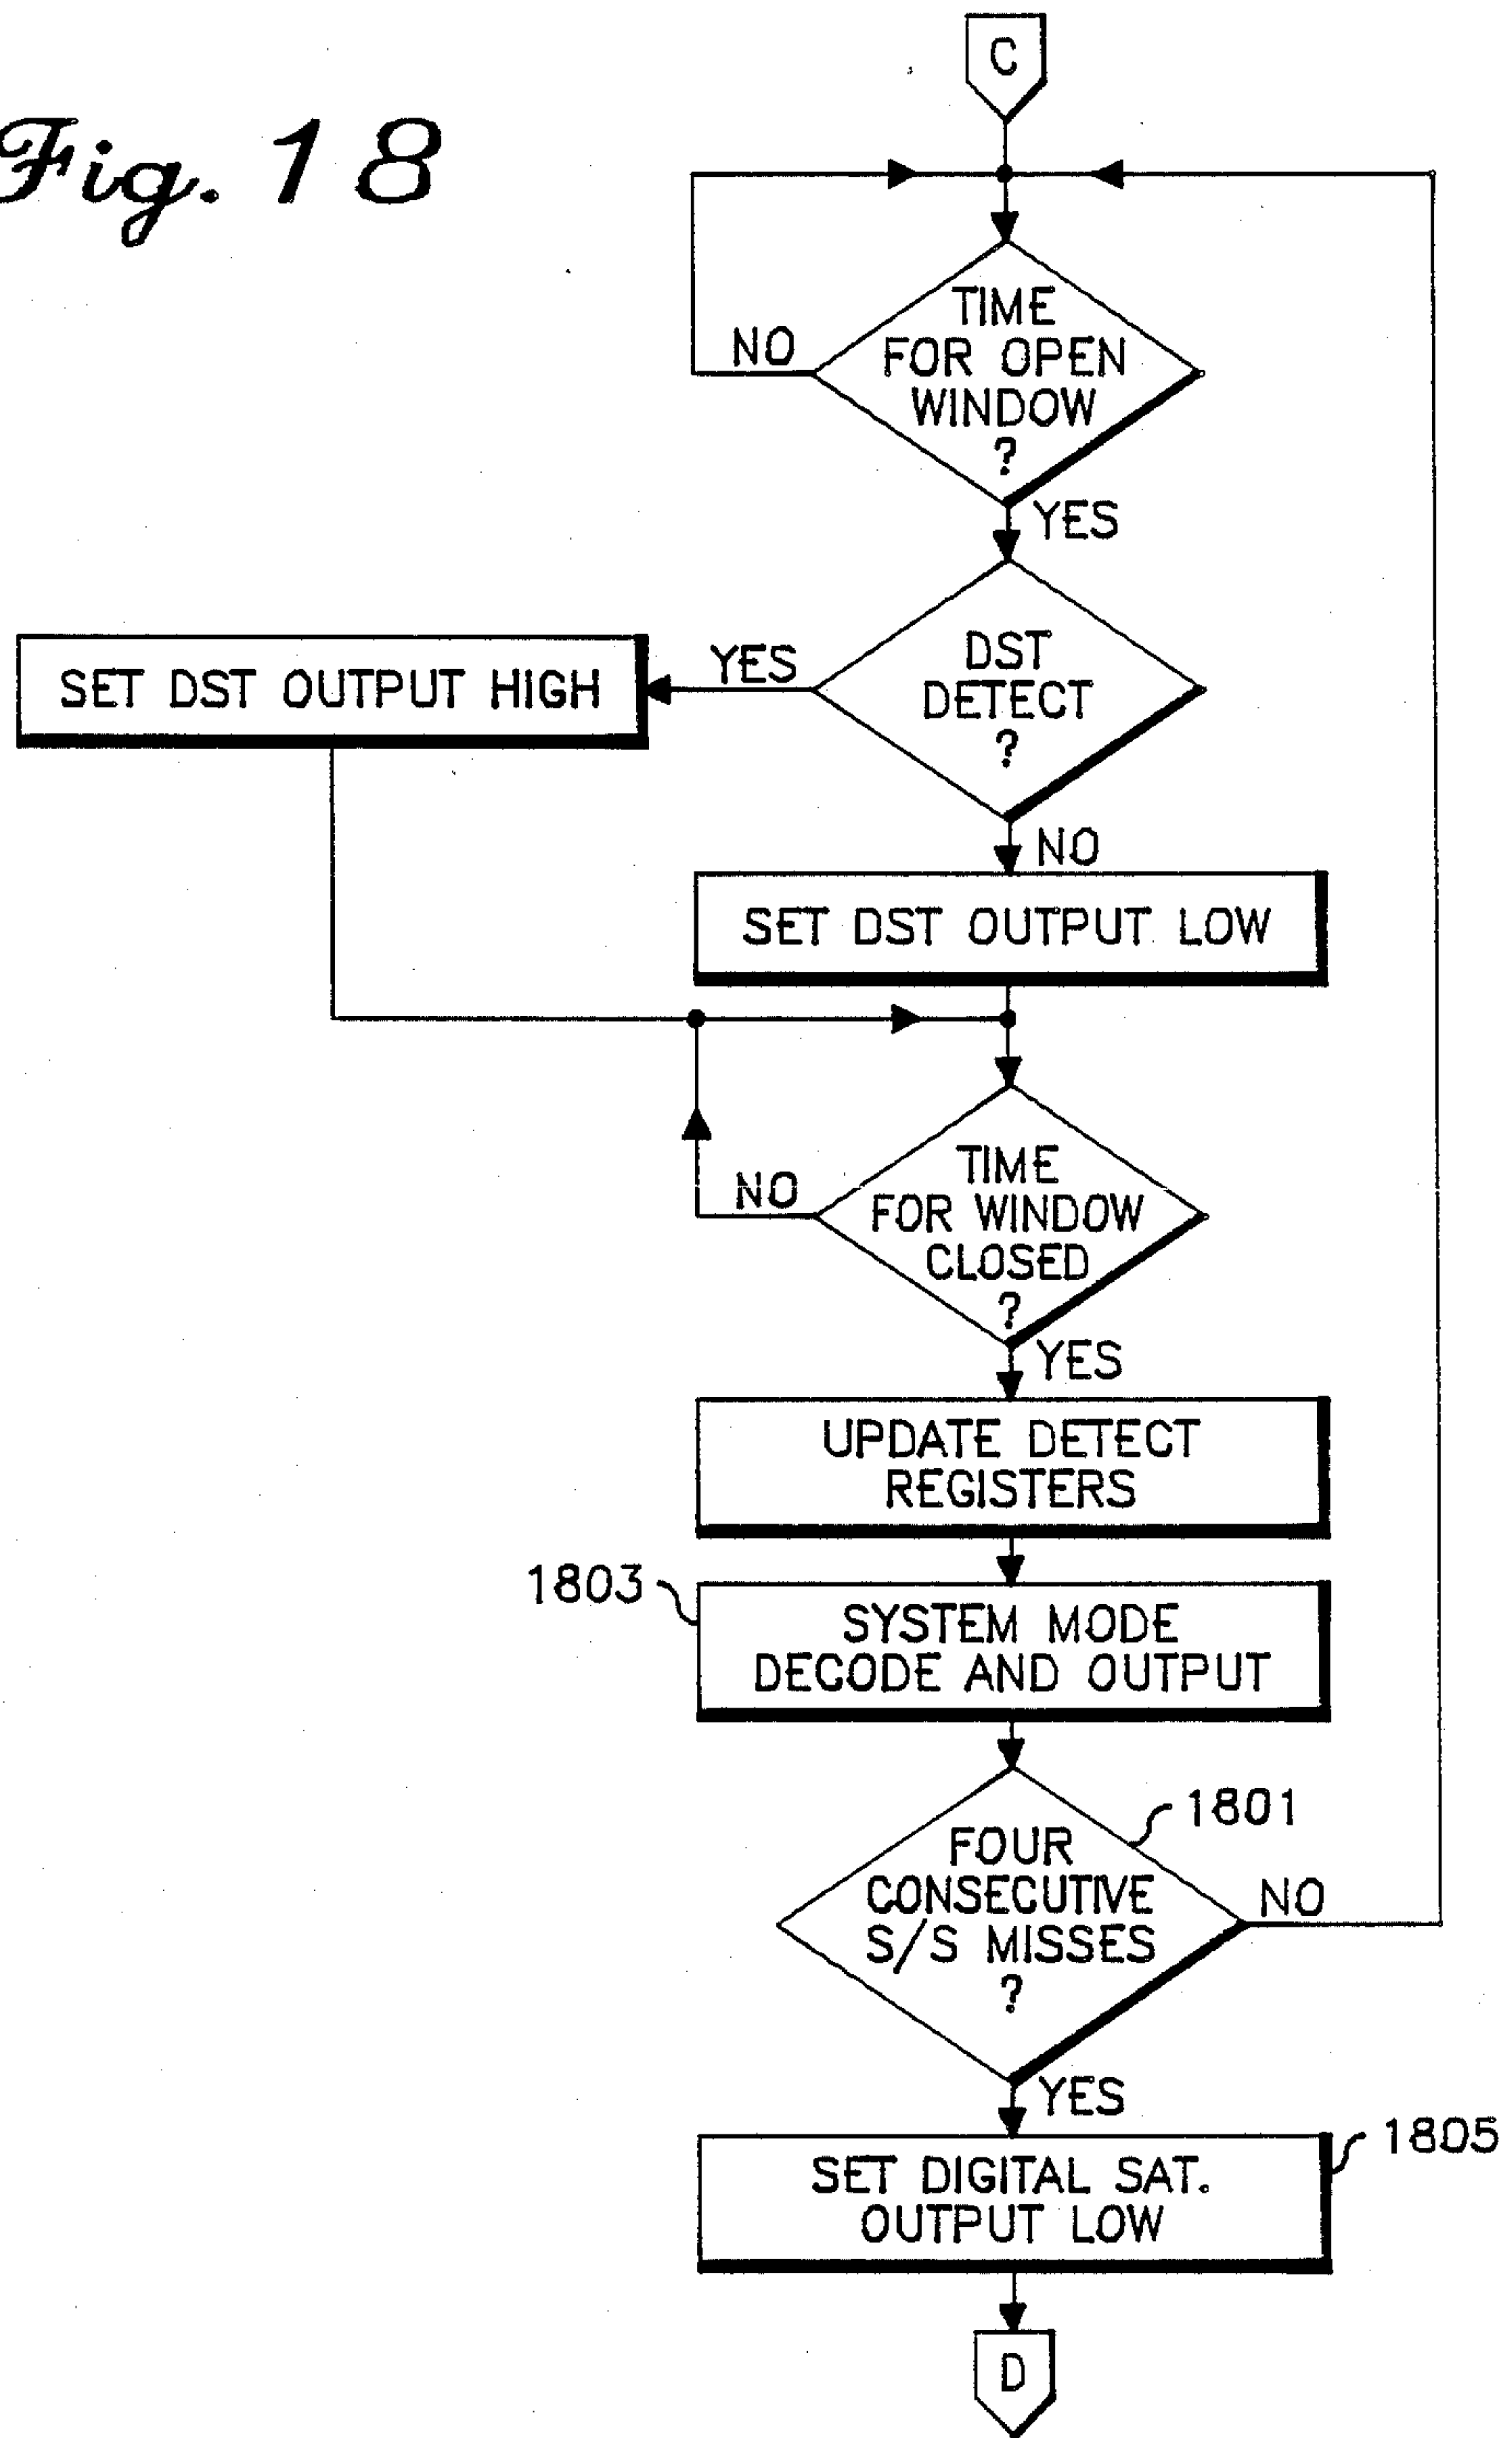 Fig. 18
C
TIME
FOR OPEN
WINDOW
?
NO
YES
DST
DETECT
?
YES
SET DST OUTPUT HIGH
NO
SET DST OUTPUT LOW
TIME
FOR WINDOW
CLOSED
?
NO
YES
UPDATE DETECT
REGISTERS
1803
SYSTEM MODE
DECODE AND OUTPUT
1801
FOUR
CONSECUTIVE
S/S MISSES
?
NO
YES
1805
SET DIGITAL SAT.
OUTPUT LOW
D